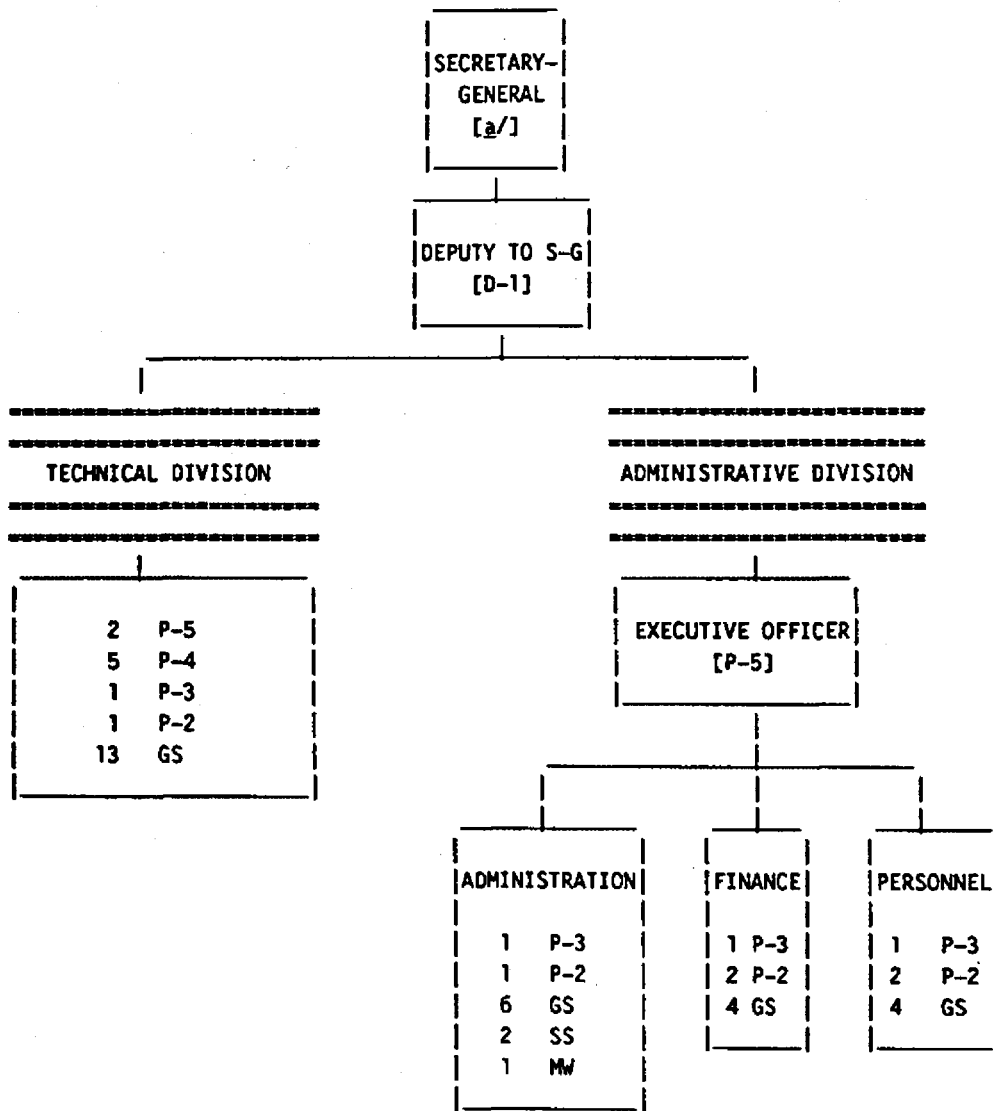 SECRETARY-
GENERAL
[a/]
DEPUTY TO S-G
[D-1]
TECHNICAL DIVISION
2 P-5
5 P-4
1 P-3
1 P-2
13 GS
ADMINISTRATIVE DIVISION
EXECUTIVE OFFICER
[P-5]
ADMINISTRATION
1 P-3
1 P-2
6 GS
2 SS
1 MW
FINANCE
1 P-3
2 P-2
4 GS
PERSONNEL
1 P-3
2 P-2
4 GS